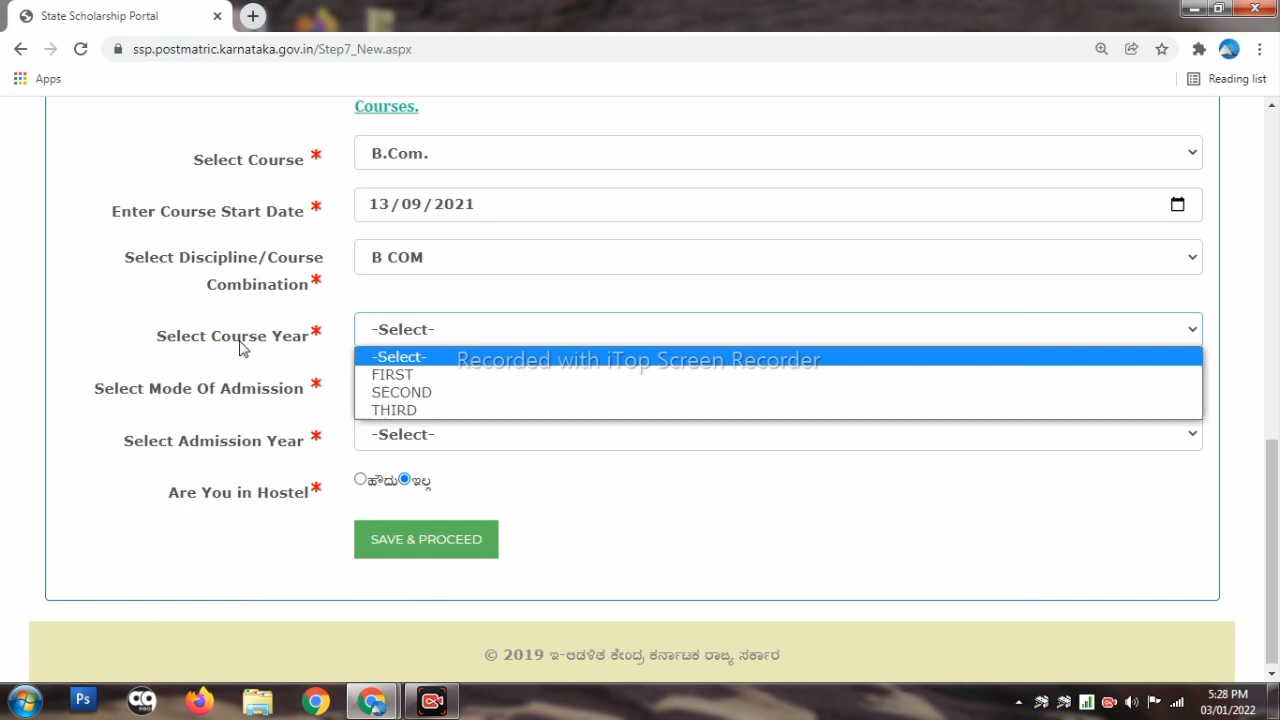 State Scholarship Portal
ssp.postmatric.karnataka.gov.in/Step7_New.aspx
Apps
Reading list
Courses.
Select Course *
B.Com.
Enter Course Start Date *
13/09/2021
Select Discipline/Course
Combination *
B COM
Select Course Year *
-Select-
-Select-
Recorded with iTop Screen Recorder
FIRST
SECOND
THIRD
Select Mode Of Admission *
Select Admission Year *
-Select-
Are You in Hostel *
ಹೌದು ಇಲ್ಲ
SAVE & PROCEED
© 2019 ಇ-ಆಡಳಿತ ಕೇಂದ್ರ ಕರ್ನಾಟಕ ರಾಜ್ಯ ಸರ್ಕಾರ
Ps
PRO
5:28 PM
03/01/2022